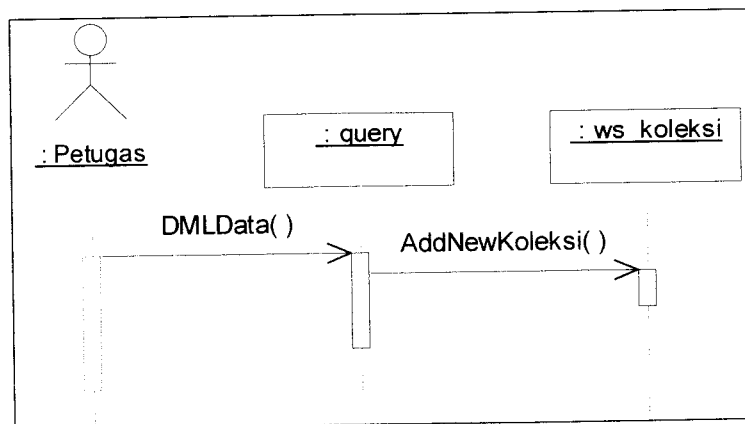 : Petugas
: query
: ws_koleksi
DMLData( )
AddNewKoleksi( )